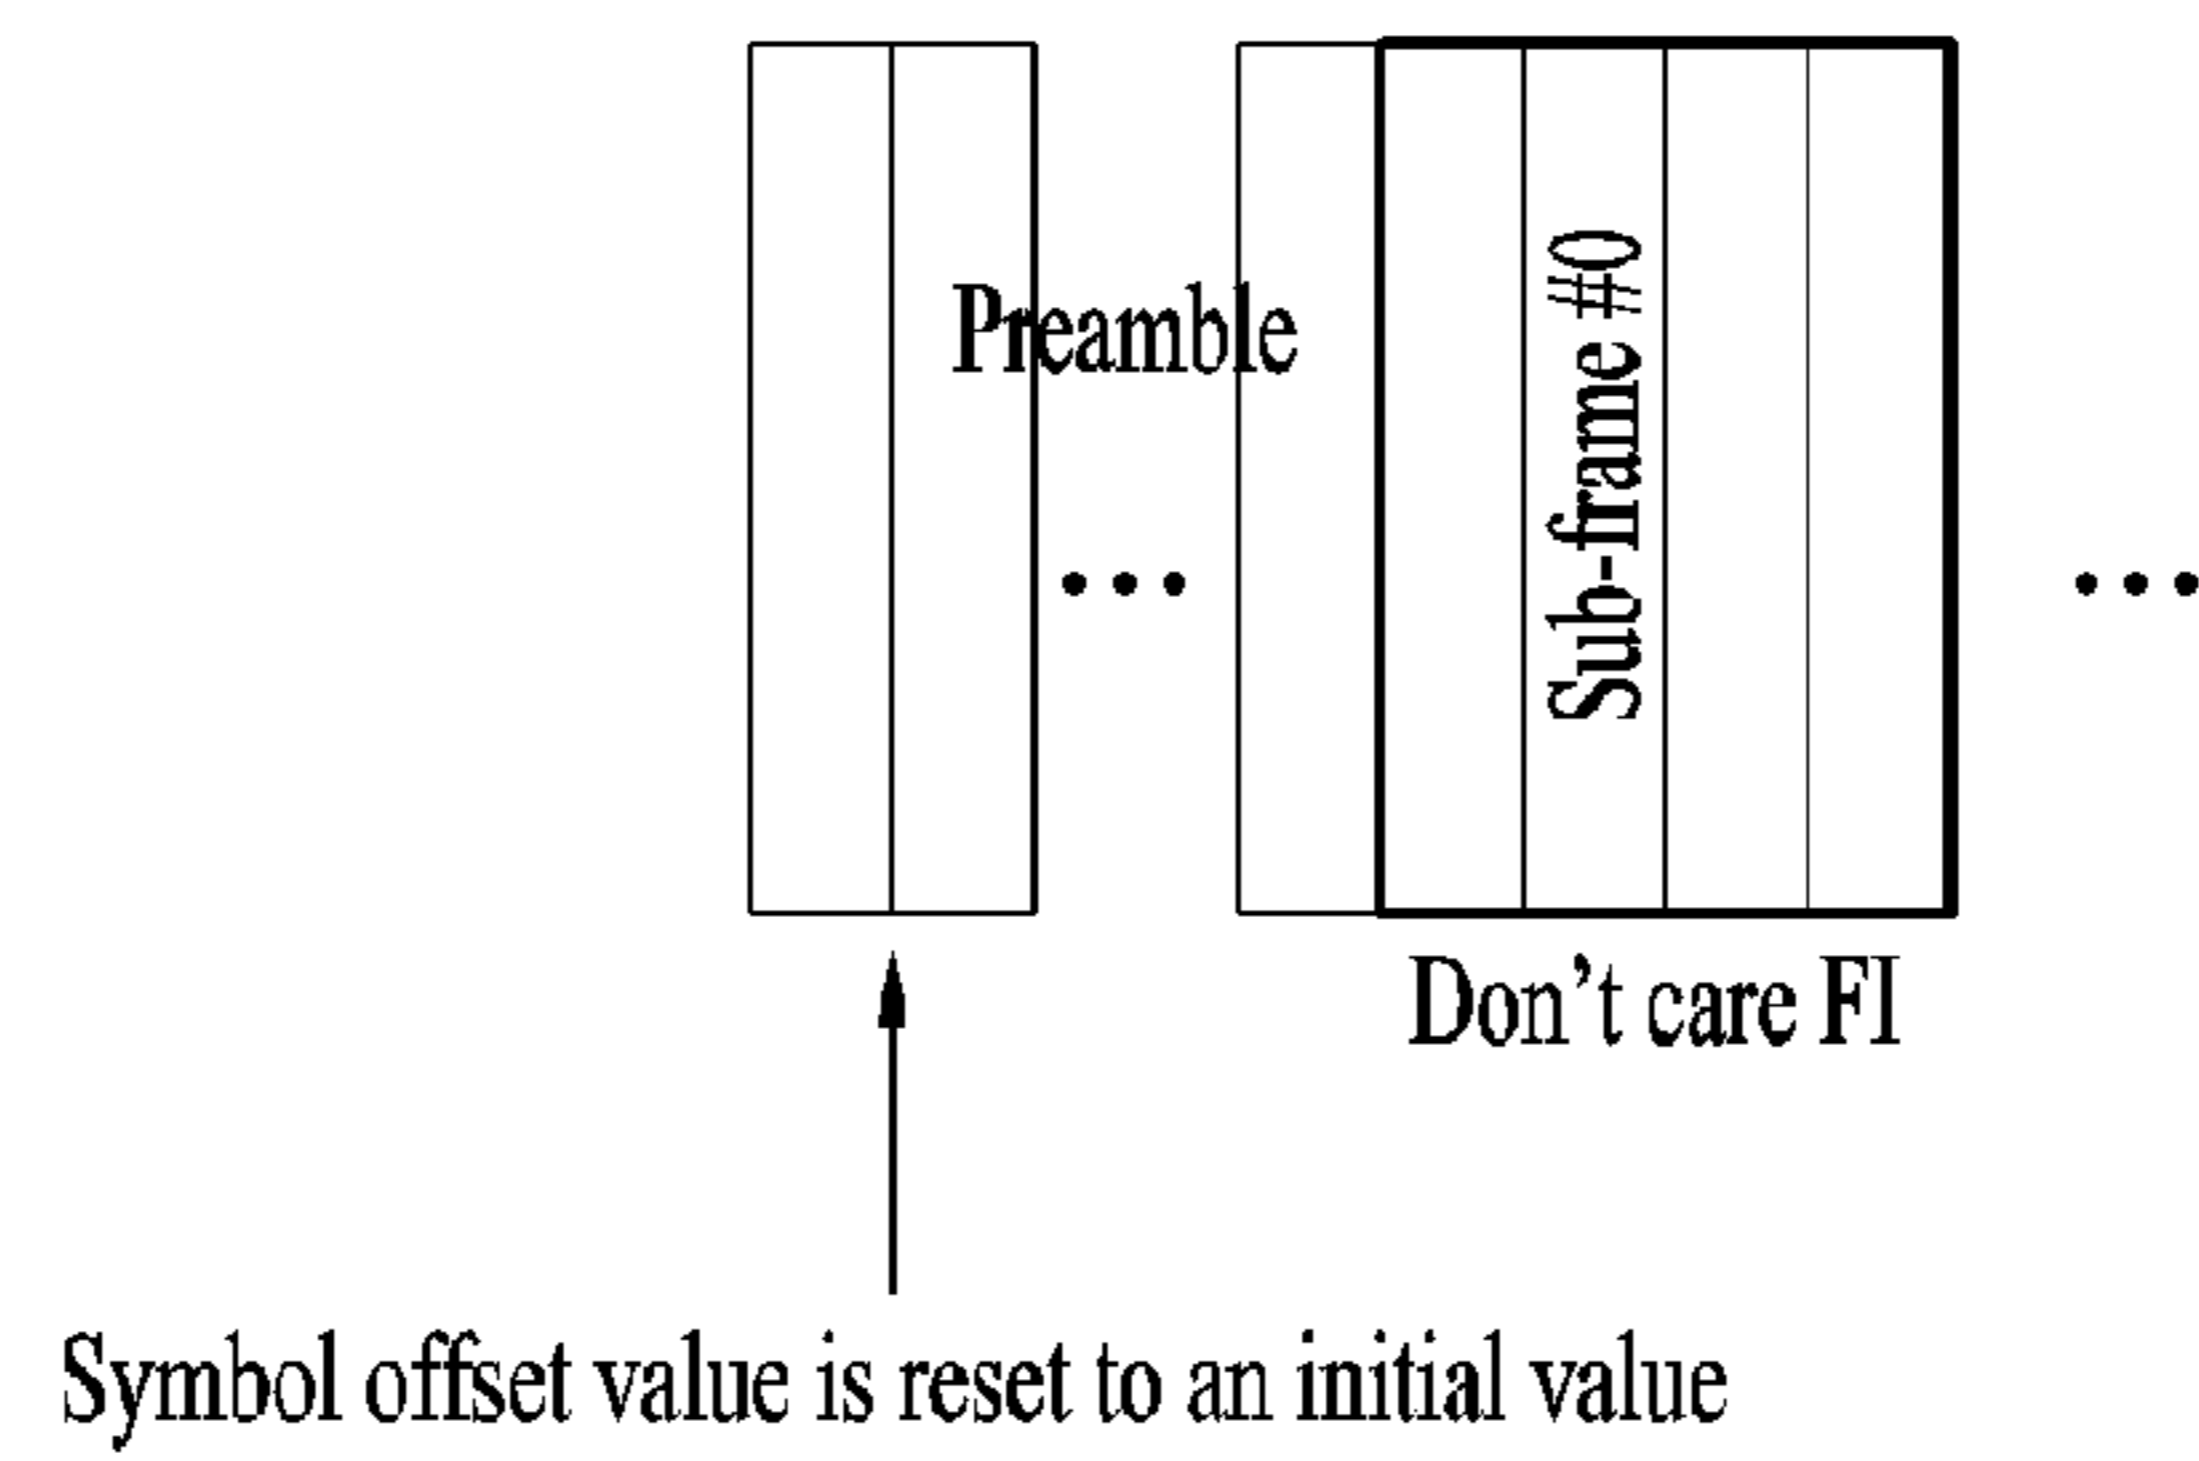 Preamble
Sub-frame #0
Don’t care FI
Symbol offset value is reset to an initial value